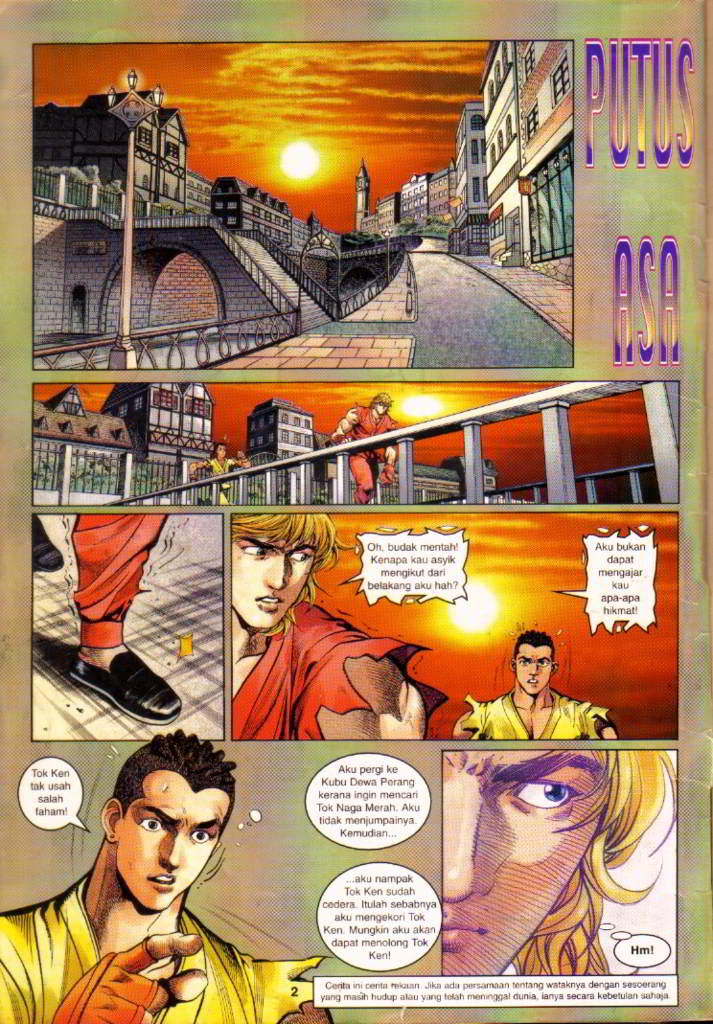 PUTUS
ASA
Oh, budak mentah!
Kenapa kau asyik
mengikut dari
belakang aku hah?
Aku bukan
dapat
mengajar
kau
apa-apa
hikmat!
Tok Ken
tak usah
salah
faham!
Aku pergi ke
Kubu Dewa Perang
kerana ingin mencari
Tok Naga Merah. Aku
tidak menjumpainya.
Kemudian...
...aku nampak
Tok Ken sudah
cedera. Itulah sebabnya
aku mengekori Tok
Ken. Mungkin aku akan
dapat menolong Tok
Ken!
Hm!
2
Cerita ini cerita rekaan. Jika ada persamaan tentang wataknya dengan sesoerang
yang masih hidup atau yang telah meninggal dunia, ianya secara kebetulan sahaja.